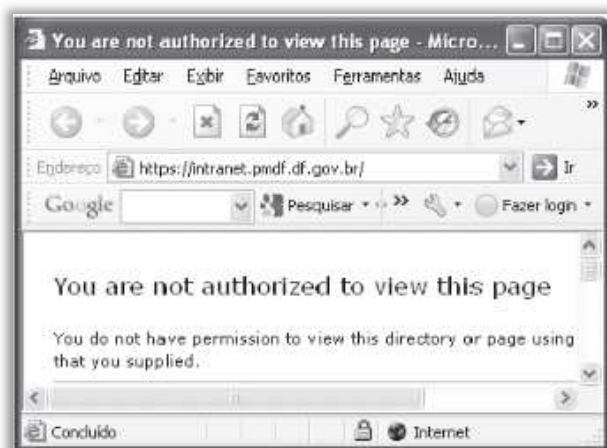 You are not authorized to view this page - Micro...
Arquivo Editar Exibir Favoritos Ferramentas Ajuda
»
Endereço https://intranet.pmdf.df.gov.br/ Ir
Google Pesquisar » Fazer login
You are not authorized to view this page
You do not have permission to view this directory or page using
that you supplied.
Concluído Internet